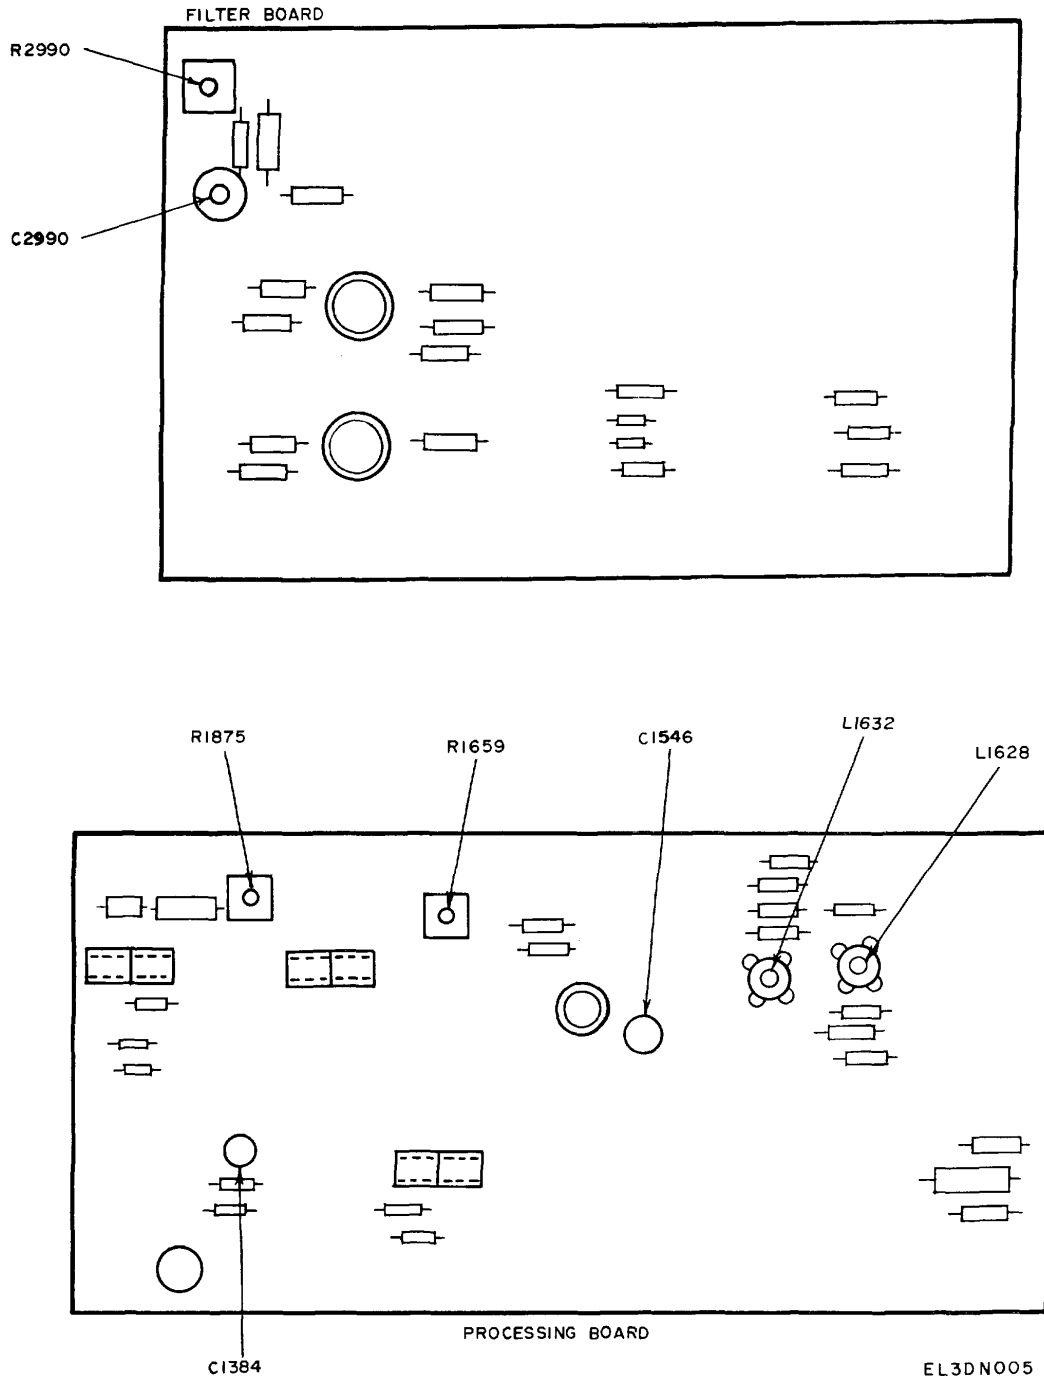 FILTER BOARD
R2990
C2990
R1875
R1659
C1546
L1632
L1628
PROCESSING BOARD
C1384
EL3DN005